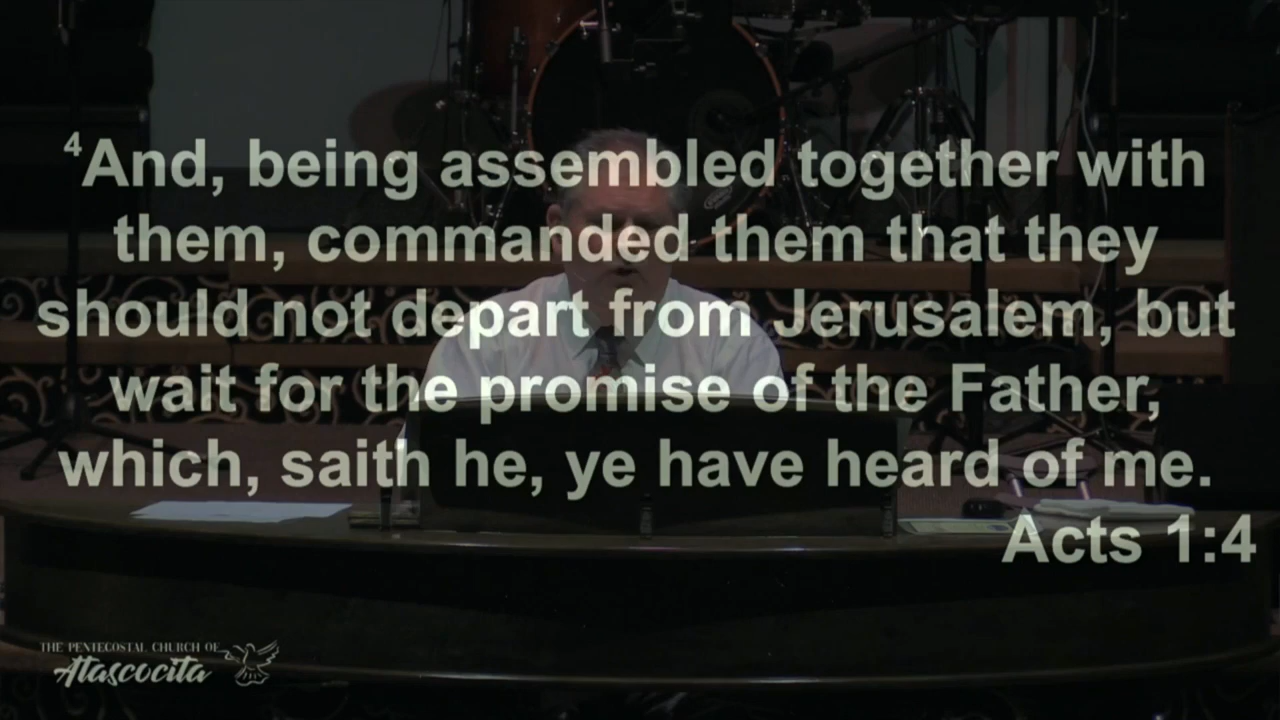 4And, being assembled together with
them, commanded them that they
should not depart from Jerusalem, but
wait for the promise of the Father,
which, saith he, ye have heard of me.
Acts 1:4
THE PENTECOSTAL CHURCH OF
Atascocita